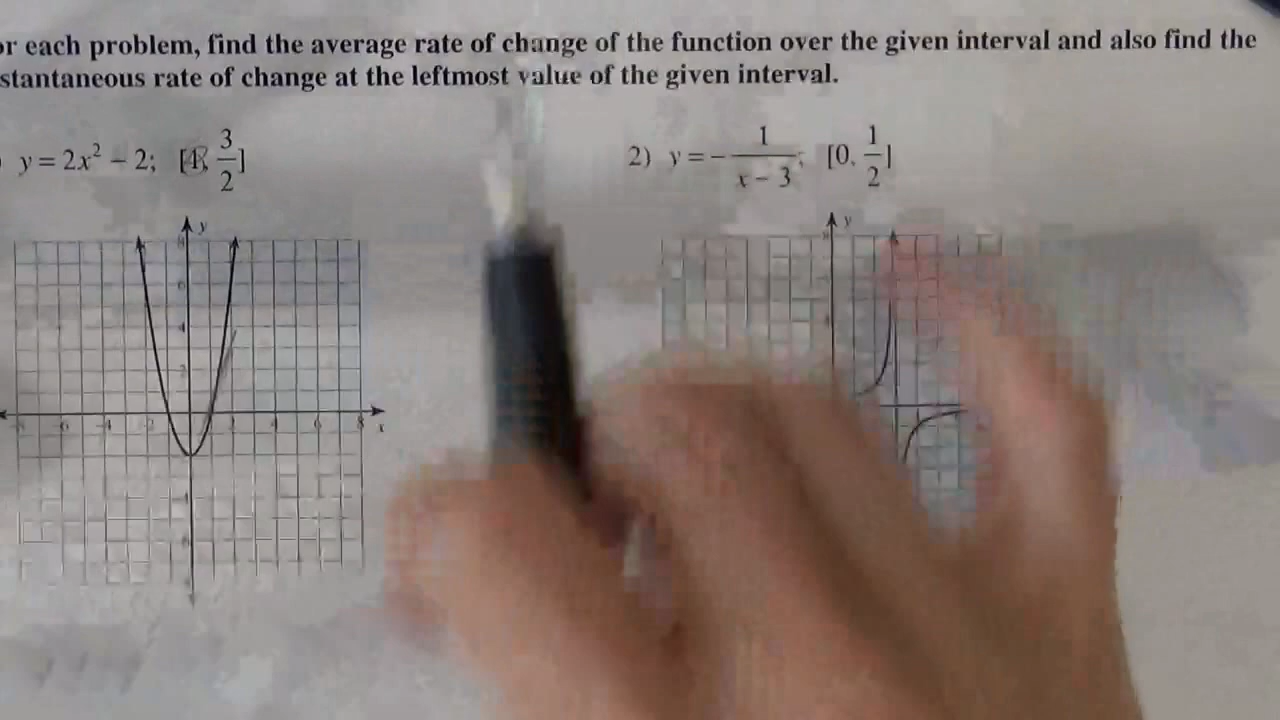 or each problem, find the average rate of change of the function over the given interval and also find the
stantaneous rate of change at the leftmost value of the given interval.
y = 2x² − 2; [1, 3/2]
2) y = − 1/(x − 3); [0, 1/2]
y
y
x